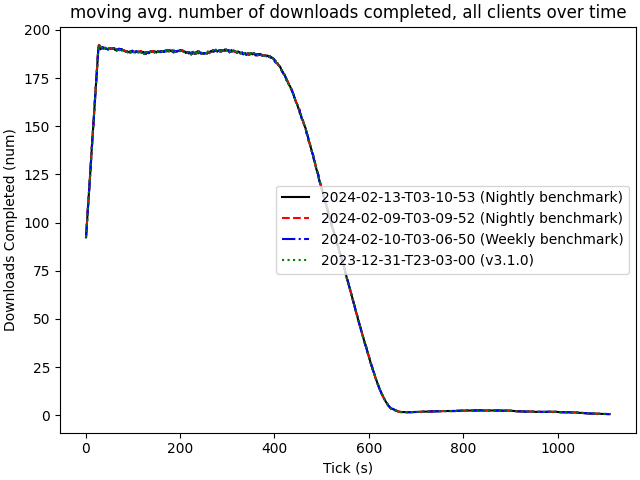 moving avg. number of downloads completed, all clients over time
200
175
150
125
100
75
50
25
0
Downloads Completed (num)
2024-02-13-T03-10-53 (Nightly benchmark)
2024-02-09-T03-09-52 (Nightly benchmark)
2024-02-10-T03-06-50 (Weekly benchmark)
2023-12-31-T23-03-00 (v3.1.0)
0 200 400 600 800 1000
Tick (s)